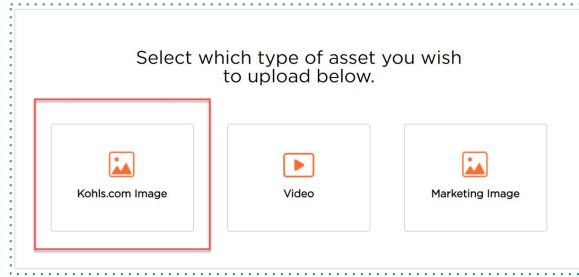 Select which type of asset you wish
to upload below.
Kohls.com Image
Video
Marketing Image